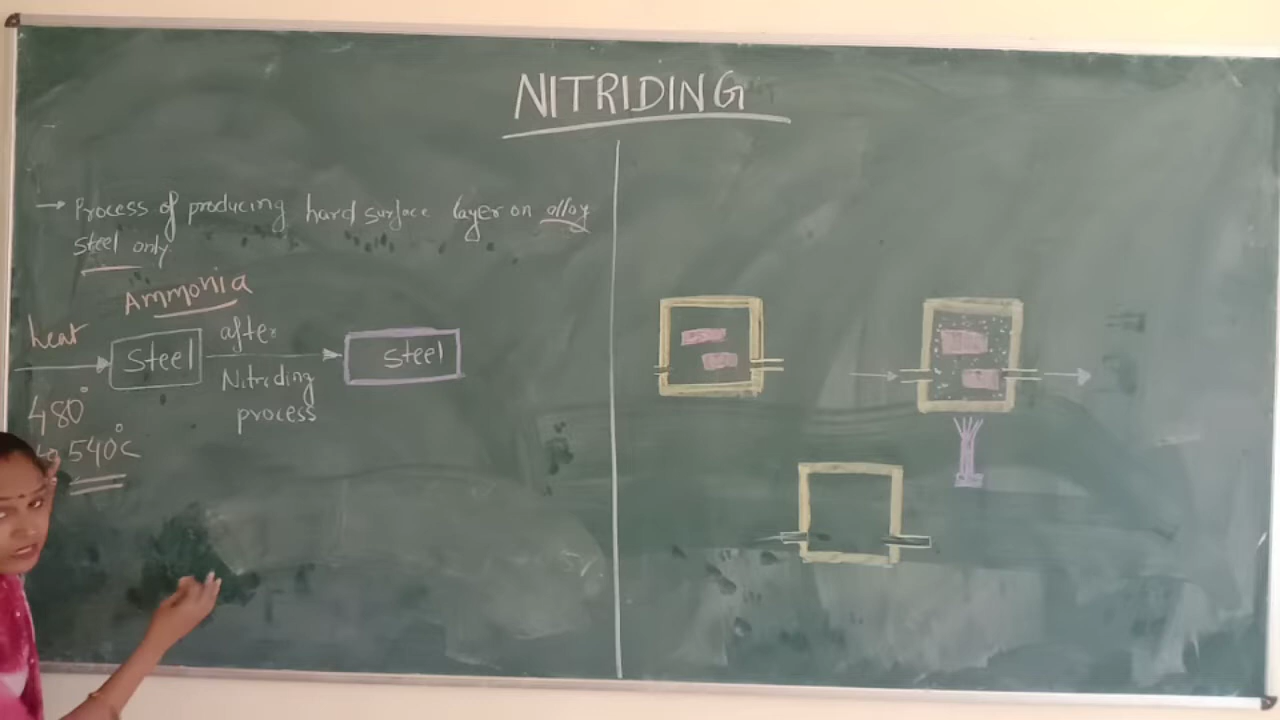 NITRIDING
→ Process of producing hard surface layer on alloy
steel only.
Ammonia
heat
Steel
after
Nitriding
process
Steel
480°
to 540°C